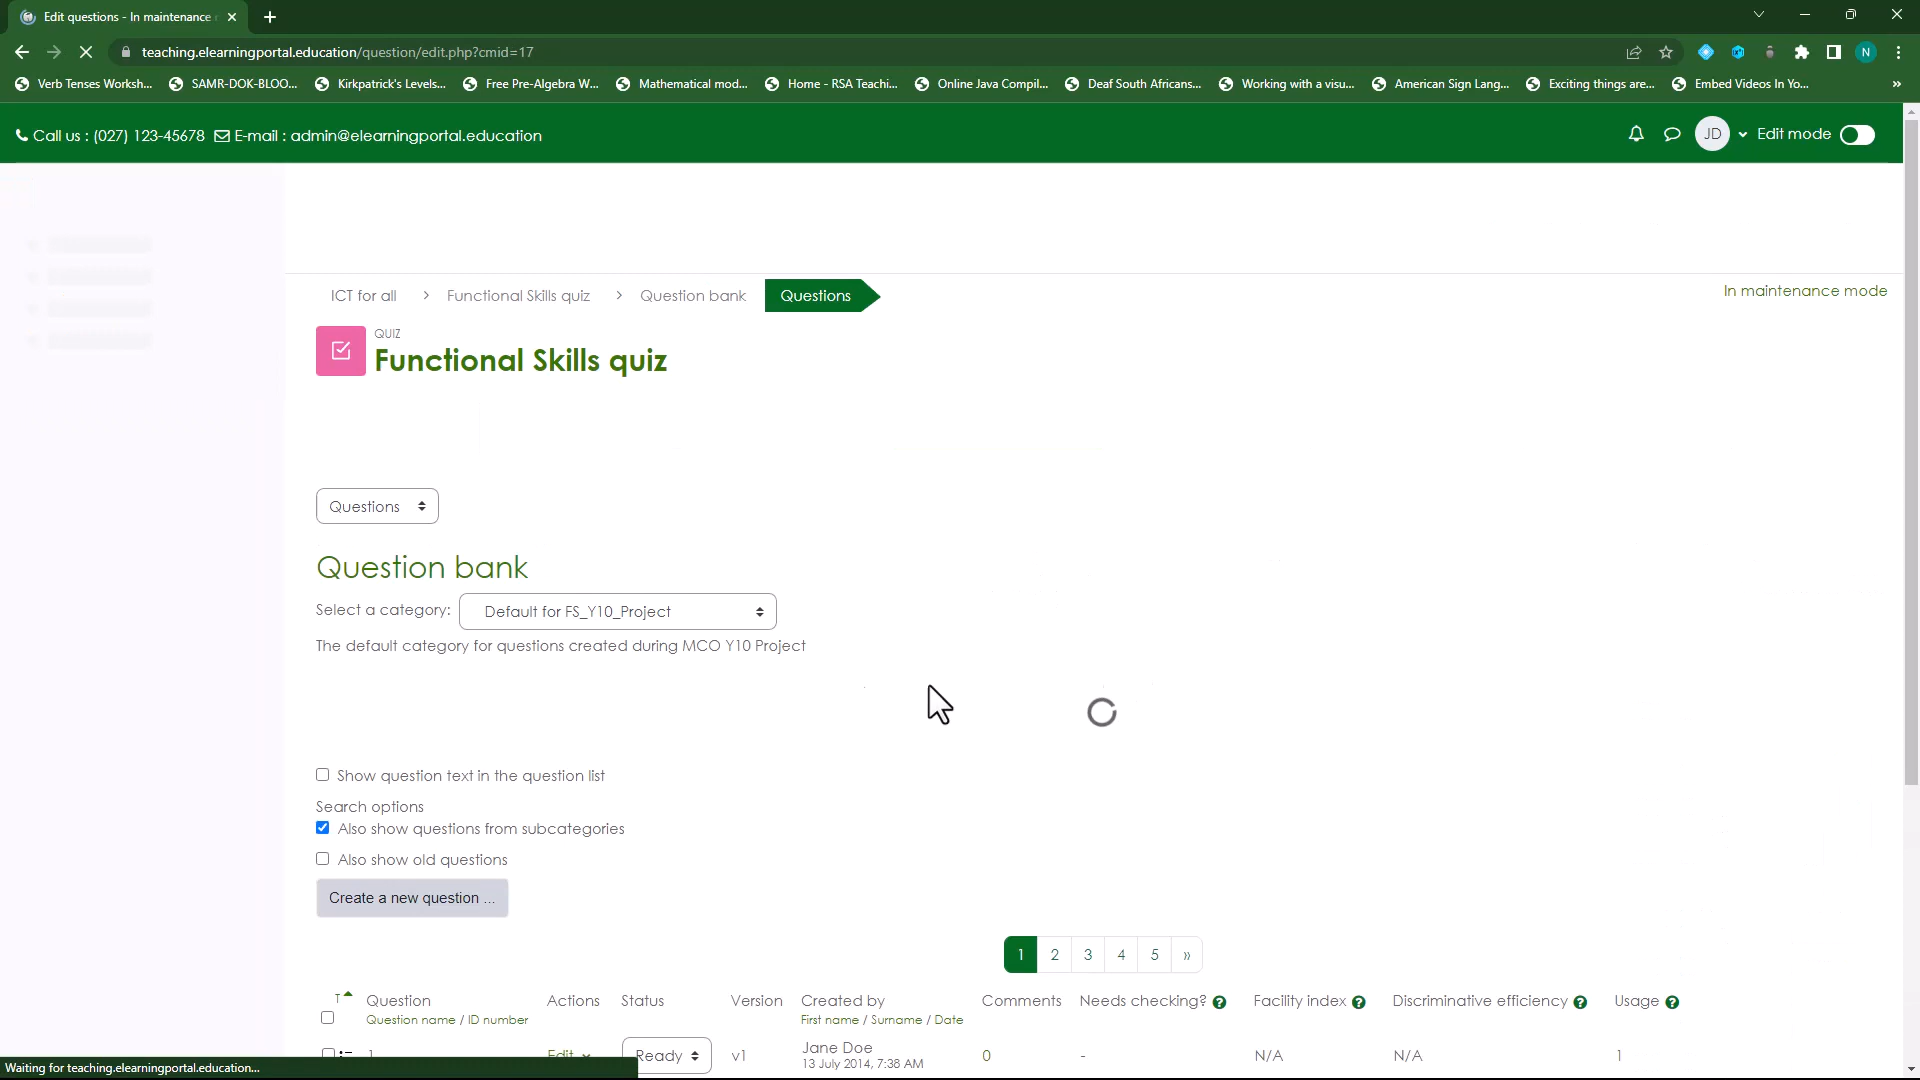 Edit questions - In maintenance
teaching.elearningportal.education/question/edit.php?cmid=17
N
Verb Tenses Worksh...
SAMR-DOK-BLOO...
Kirkpatrick's Levels...
Free Pre-Algebra W...
Mathematical mod...
Home - RSA Teachi...
Online Java Compil...
Deaf South Africans...
Working with a visu...
American Sign Lang...
Exciting things are...
Embed Videos In Yo...
»
Call us : (027) 123-45678 E-mail : admin@elearningportal.education
JD Edit mode
ICT for all > Functional Skills quiz > Question bank Questions
In maintenance mode
QUIZ
Functional Skills quiz
Questions
Question bank
Select a category: Default for FS_Y10_Project
The default category for questions created during MCO Y10 Project
Show question text in the question list
Search options
Also show questions from subcategories
Also show old questions
Create a new question ...
1 2 3 4 5 »
T Question Actions Status Version Created by Comments Needs checking? Facility index Discriminative efficiency Usage
Question name / ID number First name / Surname / Date
1 Edit Ready v1 Jane Doe 0 - N/A N/A 1
13 July 2014, 7:38 AM
Waiting for teaching.elearningportal.education...